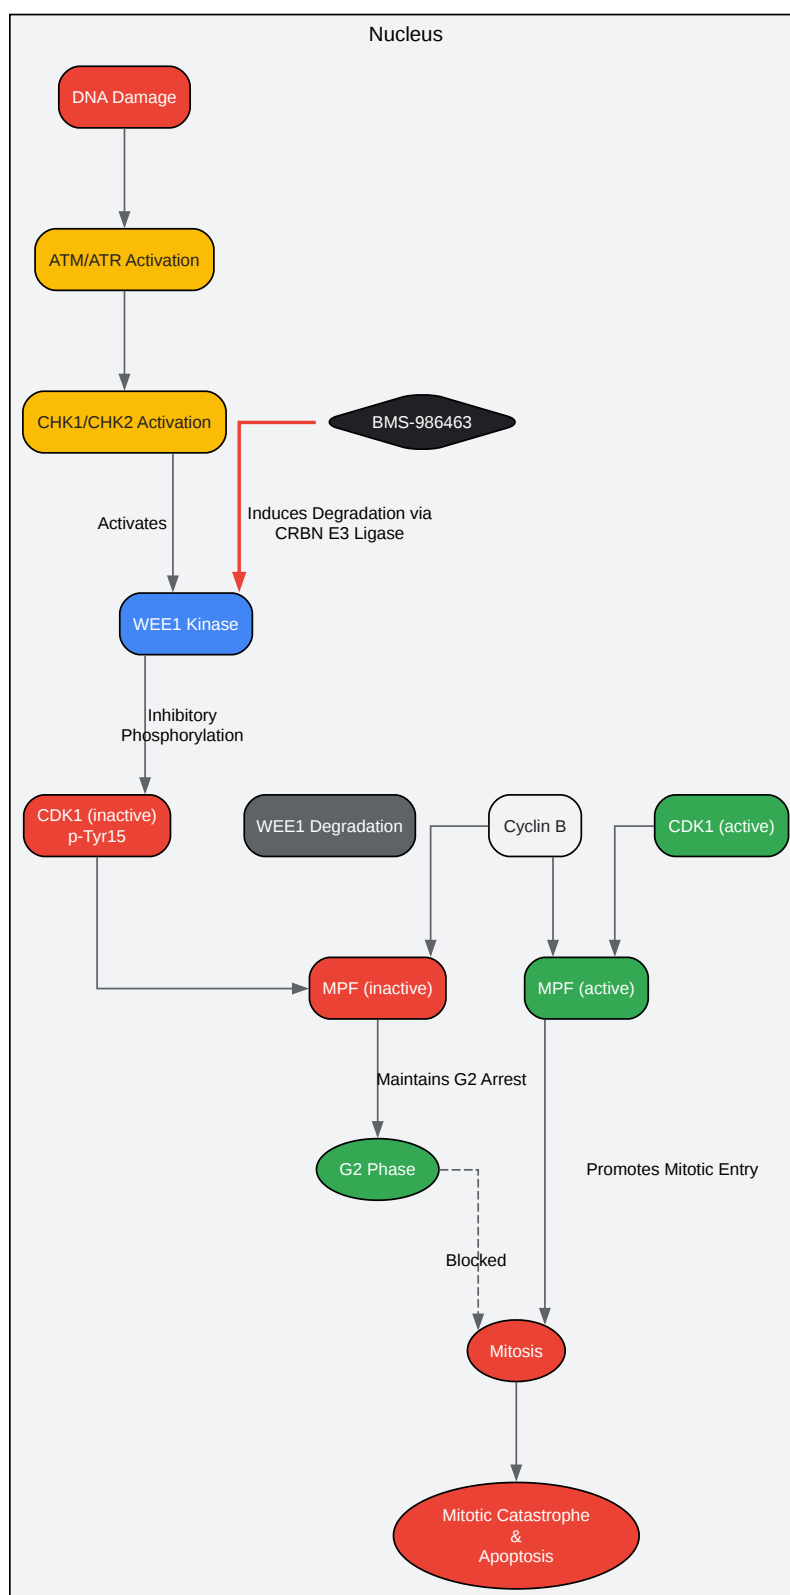 Nucleus
DNA Damage
ATM/ATR Activation
CHK1/CHK2 Activation
BMS-986463
Activates
Induces Degradation via
CRBN E3 Ligase
WEE1 Kinase
Inhibitory
Phosphorylation
CDK1 (inactive)
p-Tyr15
WEE1 Degradation
Cyclin B
CDK1 (active)
MPF (inactive)
MPF (active)
Maintains G2 Arrest
G2 Phase
Promotes Mitotic Entry
Blocked
Mitosis
Mitotic Catastrophe
&
Apoptosis